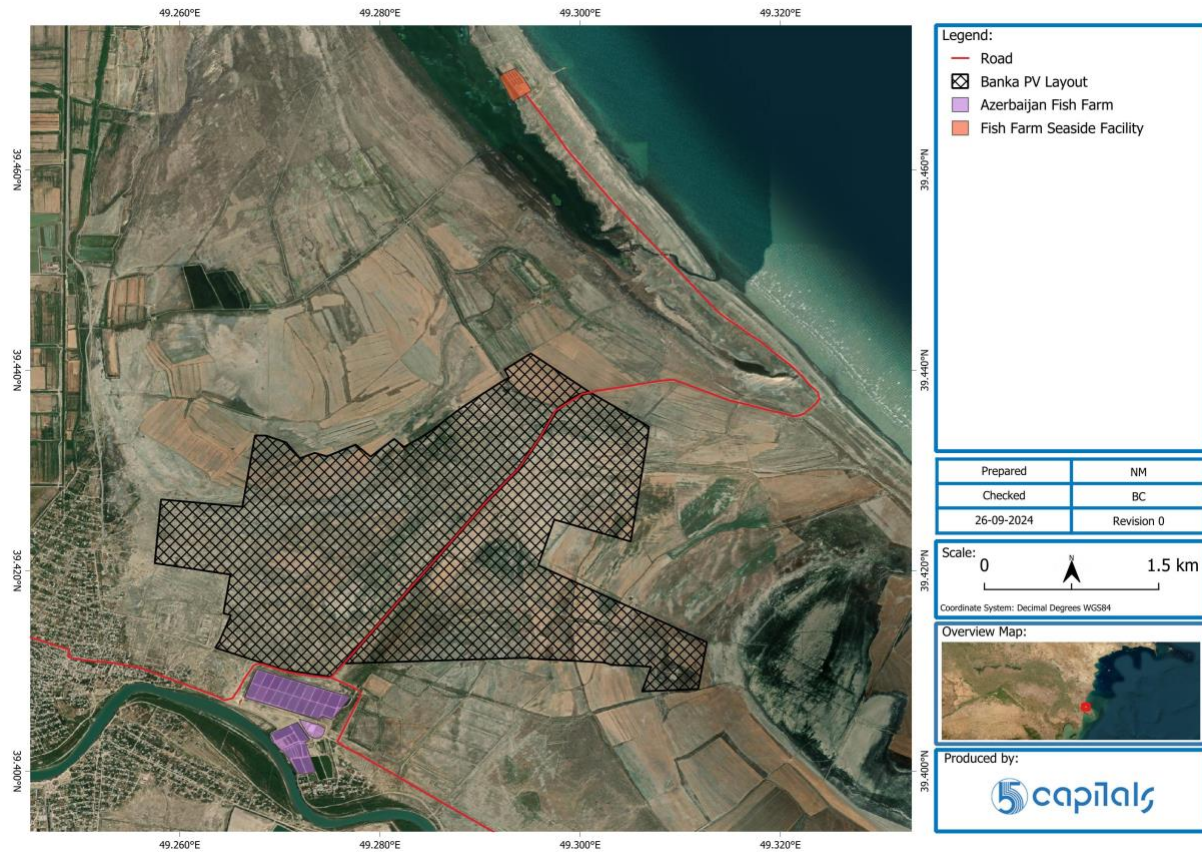 49.260°E 49.280°E 49.300°E 49.320°E
39.460°N 39.460°N
39.440°N 39.440°N
39.420°N 39.420°N
39.400°N 39.400°N
49.260°E 49.280°E 49.300°E 49.320°E
Legend:
Road
Banka PV Layout
Azerbaijan Fish Farm
Fish Farm Seaside Facility
Prepared NM
Checked BC
26-09-2024 Revision 0
Scale:
N
0 1.5 km
Coordinate System: Decimal Degrees WGS84
Overview Map:
Produced by:
5 capitals